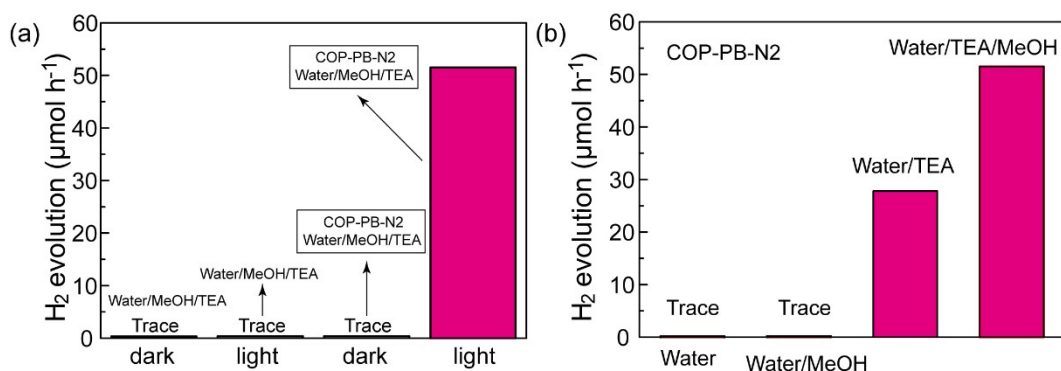 (a)
H₂ evolution (µmol h⁻¹)
60
50
40
30
20
10
0
COP-PB-N2
Water/MeOH/TEA
COP-PB-N2
Water/MeOH/TEA
Water/MeOH/TEA
Water/MeOH/TEA
Trace
Trace
Trace
dark
light
dark
light
(b)
H₂ evolution (µmol h⁻¹)
60
50
40
30
20
10
0
COP-PB-N2
Water/TEA/MeOH
Water/TEA
Trace
Trace
Water
Water/MeOH